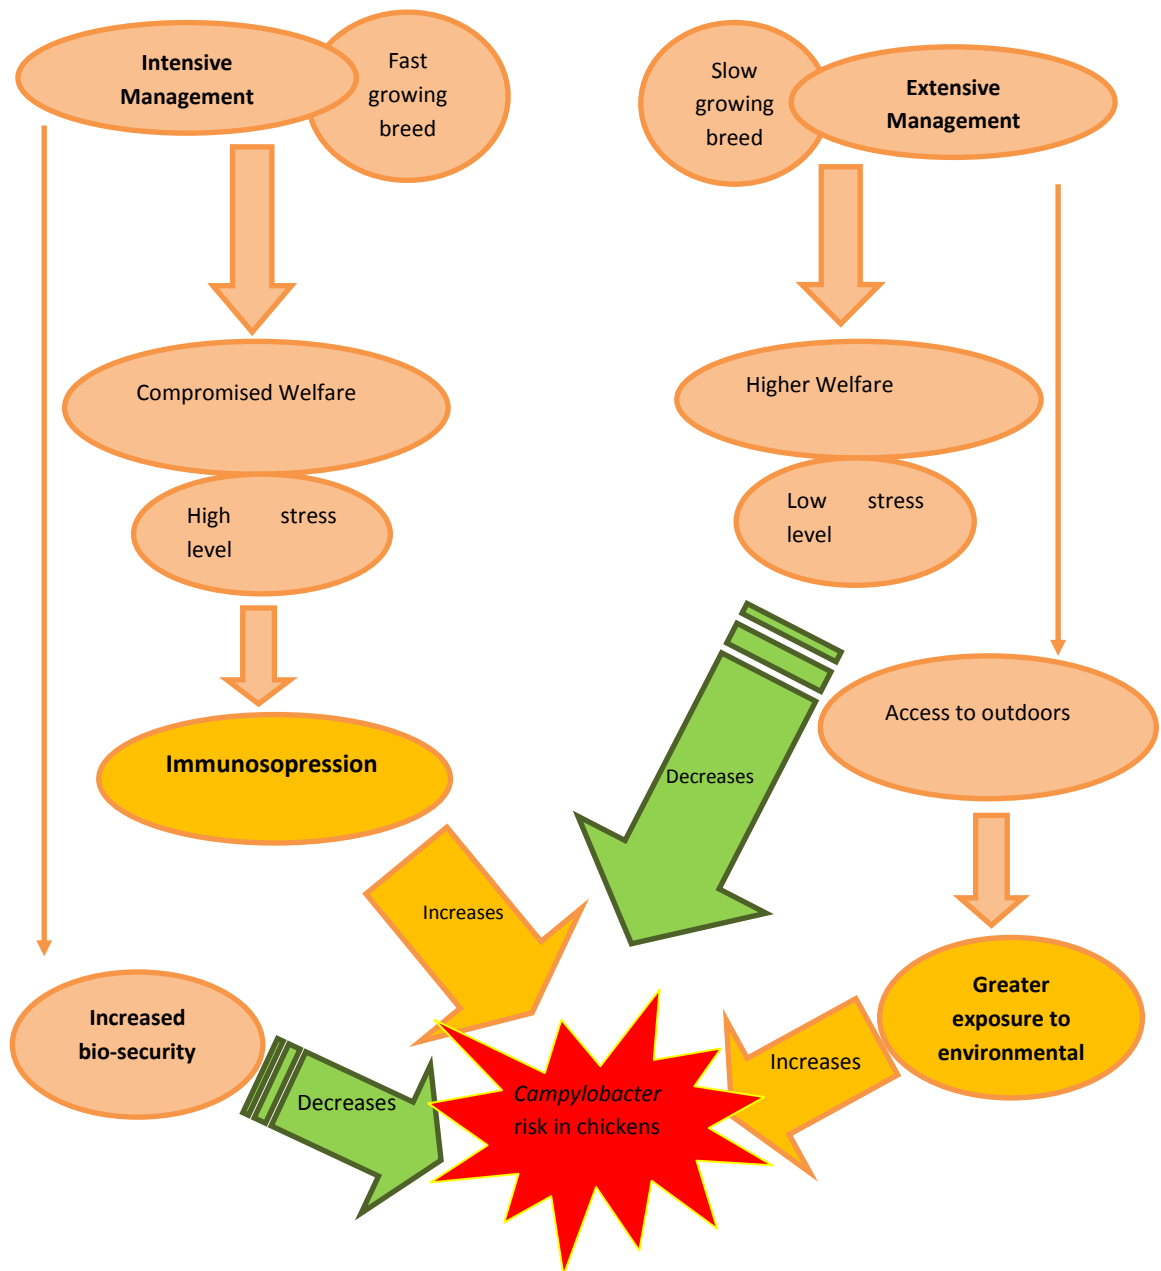 Intensive
Management
Fast
growing
breed
Slow
growing
breed
Extensive
Management
Compromised Welfare
Higher Welfare
High stress
level
Low stress
level
Immunosopression
Decreases
Access to outdoors
Increases
Increased
bio-security
Decreases
Campylobacter
risk in chickens
Increases
Greater
exposure to
environmental